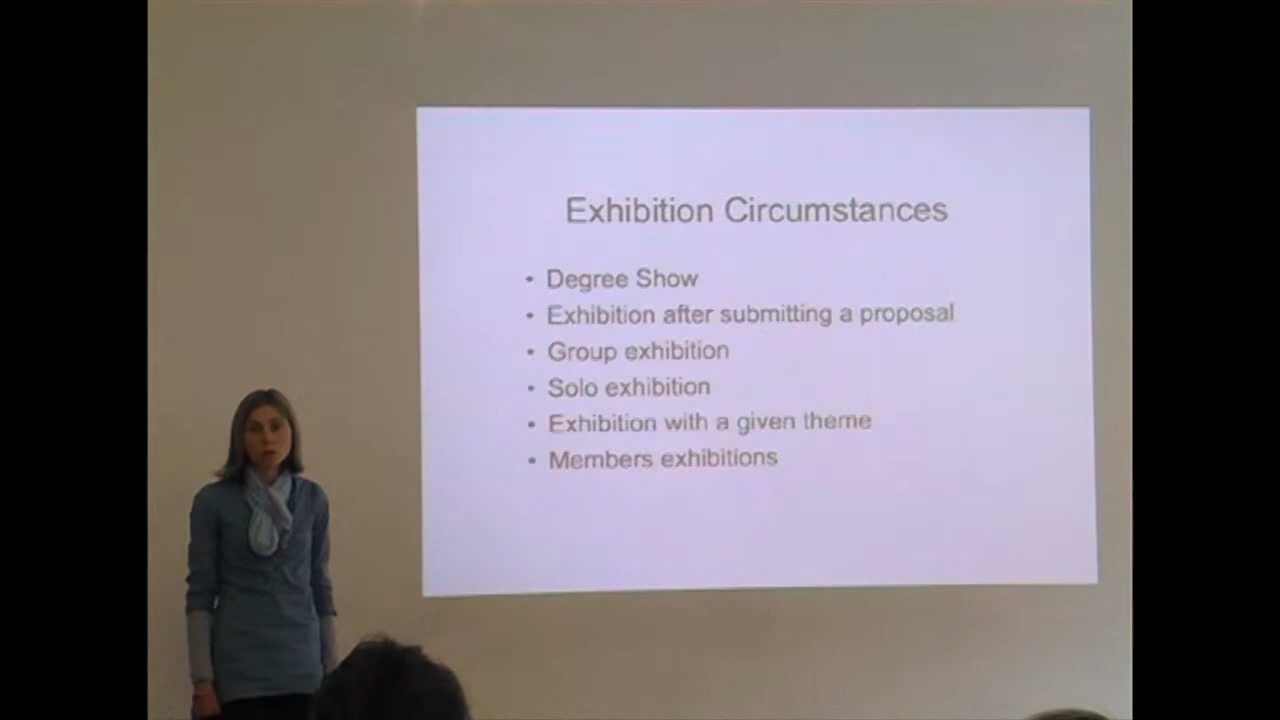 Exhibition Circumstances
• Degree Show
• Exhibition after submitting a proposal
• Group exhibition
• Solo exhibition
• Exhibition with a given theme
• Members exhibitions